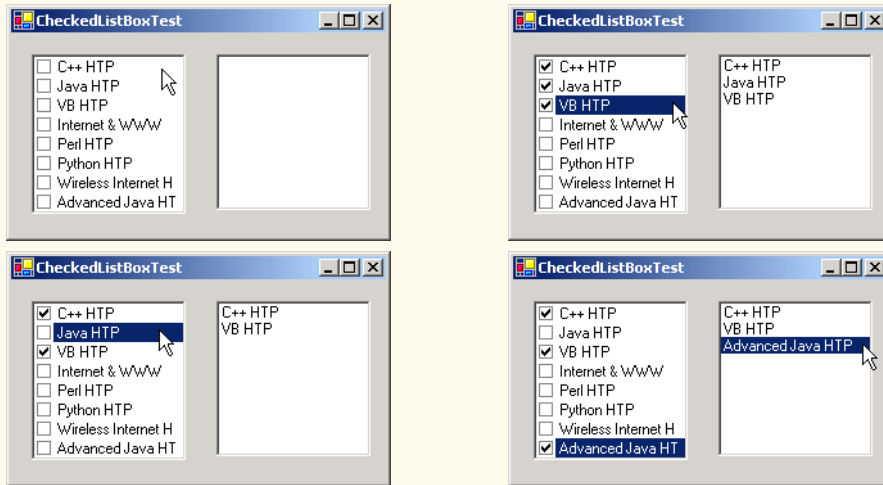 CheckedListBoxTest
C++ HTP
Java HTP
VB HTP
Internet & WWW
Perl HTP
Python HTP
Wireless Internet H
Advanced Java HT
CheckedListBoxTest
C++ HTP
Java HTP
VB HTP
Internet & WWW
Perl HTP
Python HTP
Wireless Internet H
Advanced Java HT
C++ HTP
Java HTP
VB HTP
CheckedListBoxTest
C++ HTP
Java HTP
VB HTP
Internet & WWW
Perl HTP
Python HTP
Wireless Internet H
Advanced Java HT
C++ HTP
VB HTP
CheckedListBoxTest
C++ HTP
Java HTP
VB HTP
Internet & WWW
Perl HTP
Python HTP
Wireless Internet H
Advanced Java HT
C++ HTP
VB HTP
Advanced Java HTP